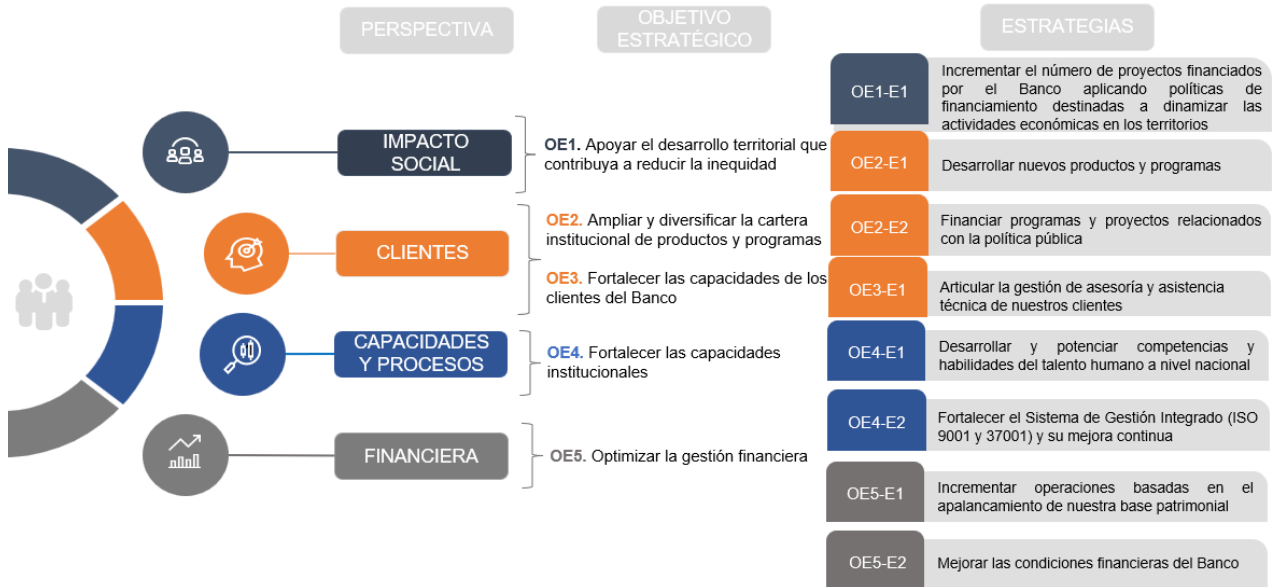 PERSPECTIVA
OBJETIVO
ESTRATÉGICO
ESTRATEGIAS
IMPACTO
SOCIAL
OE1. Apoyar el desarrollo territorial que
contribuya a reducir la inequidad
CLIENTES
OE2. Ampliar y diversificar la cartera
institucional de productos y programas
OE3. Fortalecer las capacidades de los
clientes del Banco
CAPACIDADES
Y PROCESOS
OE4. Fortalecer las capacidades
institucionales
FINANCIERA
OE5. Optimizar la gestión financiera
OE1-E1
Incrementar el número de proyectos financiados
por el Banco aplicando políticas de
financiamiento destinadas a dinamizar las
actividades económicas en los territorios
OE2-E1
Desarrollar nuevos productos y programas
OE2-E2
Financiar programas y proyectos relacionados
con la política pública
OE3-E1
Articular la gestión de asesoría y asistencia
técnica de nuestros clientes
OE4-E1
Desarrollar y potenciar competencias y
habilidades del talento humano a nivel nacional
OE4-E2
Fortalecer el Sistema de Gestión Integrado (ISO
9001 y 37001) y su mejora continua
OE5-E1
Incrementar operaciones basadas en el
apalancamiento de nuestra base patrimonial
OE5-E2
Mejorar las condiciones financieras del Banco